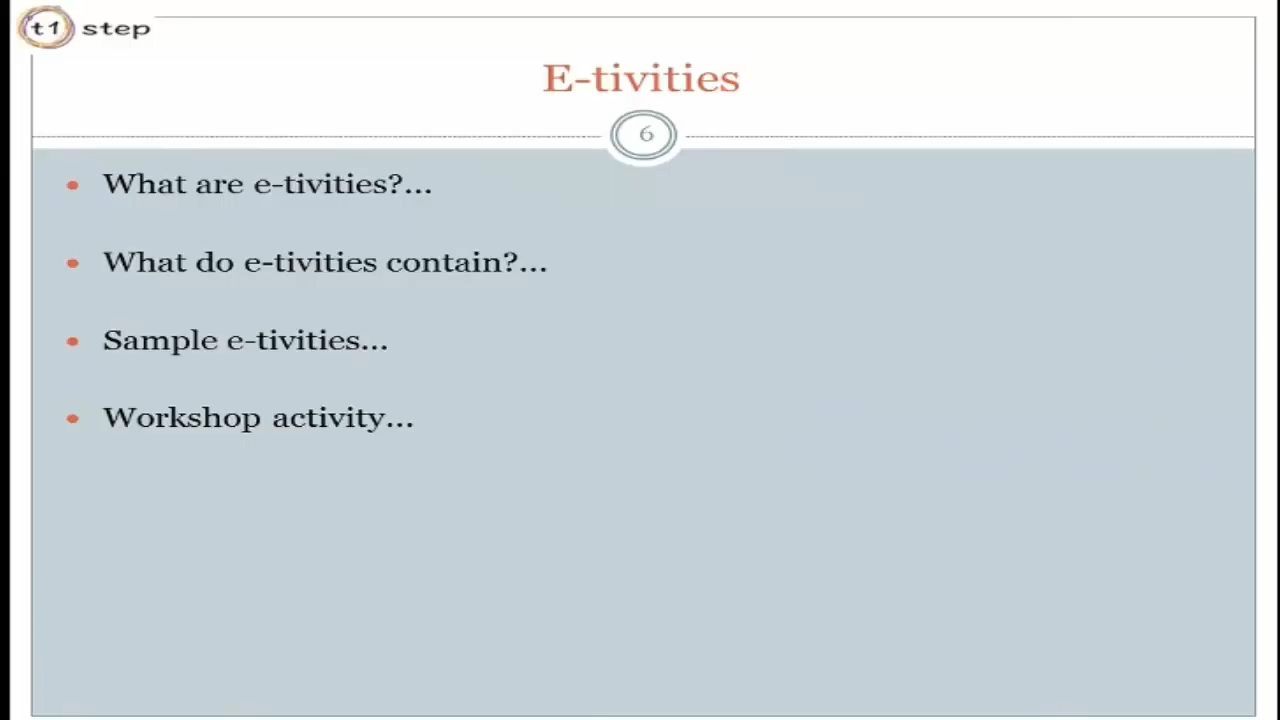 t1 step
E-tivities
6
• What are e-tivities?...
• What do e-tivities contain?...
• Sample e-tivities...
• Workshop activity...